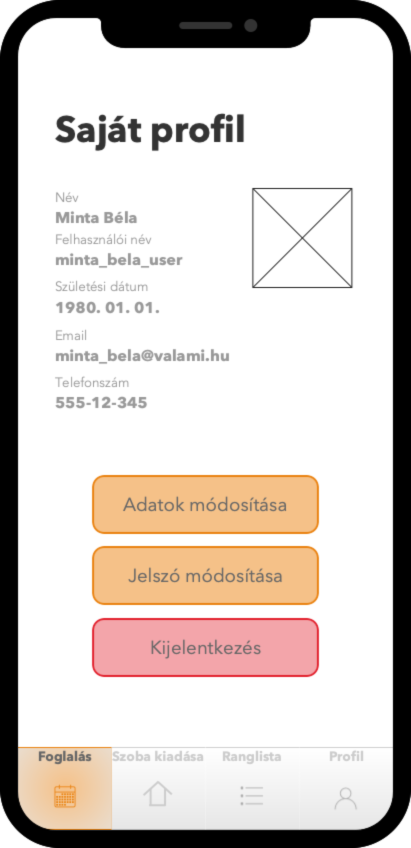 Saját profil
Név
Minta Béla
Felhasználói név
minta_bela_user
Születési dátum
1980. 01. 01.
Email
minta_bela@valami.hu
Telefonszám
555-12-345
Adatok módosítása
Jelszó módosítása
Kijelentkezés
Foglalás Szoba kiadása Ranglista Profil